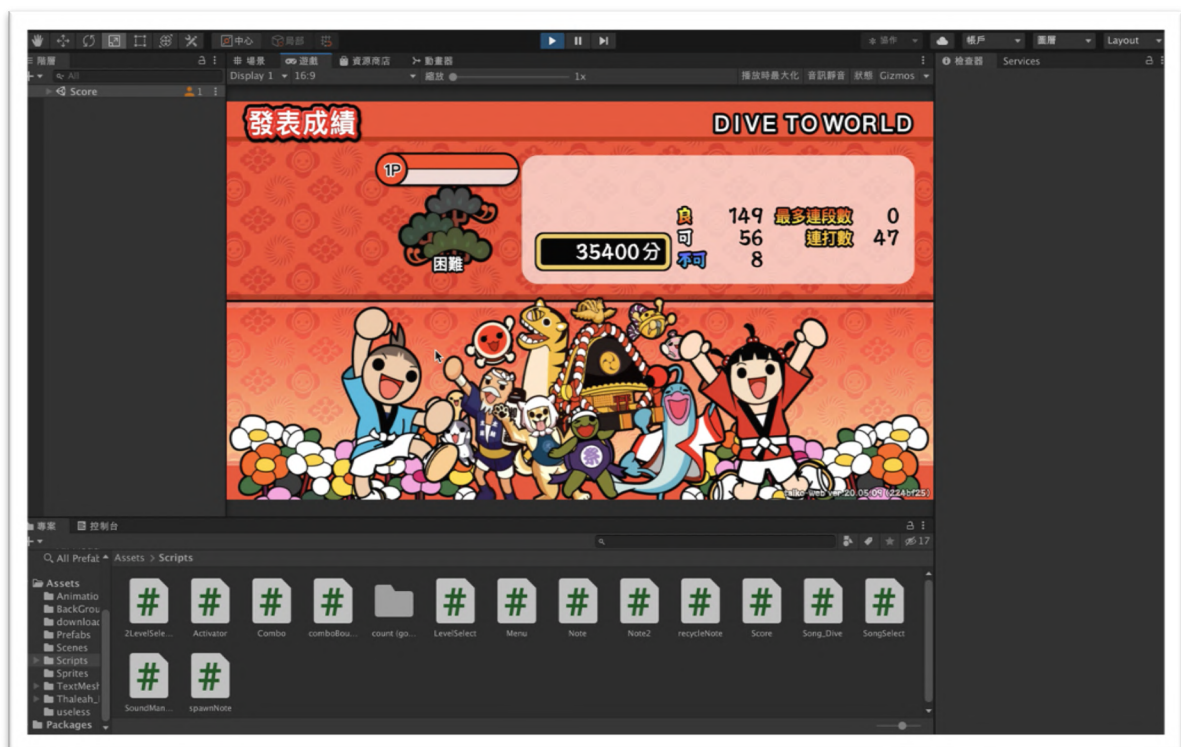 中心 局部 協作 帳戶 圖層 Layout
階層 場景 遊戲 資源商店 動畫器 檢查器 Services
All Display 1 16:9 縮放 1x 播放時最大化 音訊靜音 狀態 Gizmos
Score 1
發表成績 DIVE TO WORLD
1P
良 149 最多連段數 0
可 56 連打數 47
35400分 不可 8
困難
taiko-web ver.20.05.09 (224bf25)
專案 控制台
17
All Prefab Assets > Scripts
Assets
Animatio
BackGrou
download
Prefabs
Scenes
Scripts
Sprites
TextMesh
Thaleah_
useless
Packages
2LevelSele... Activator Combo comboBou... count (go... LevelSelect Menu Note Note2 recycleNote Score Song_Dive SongSelect
SoundMan... spawnNote